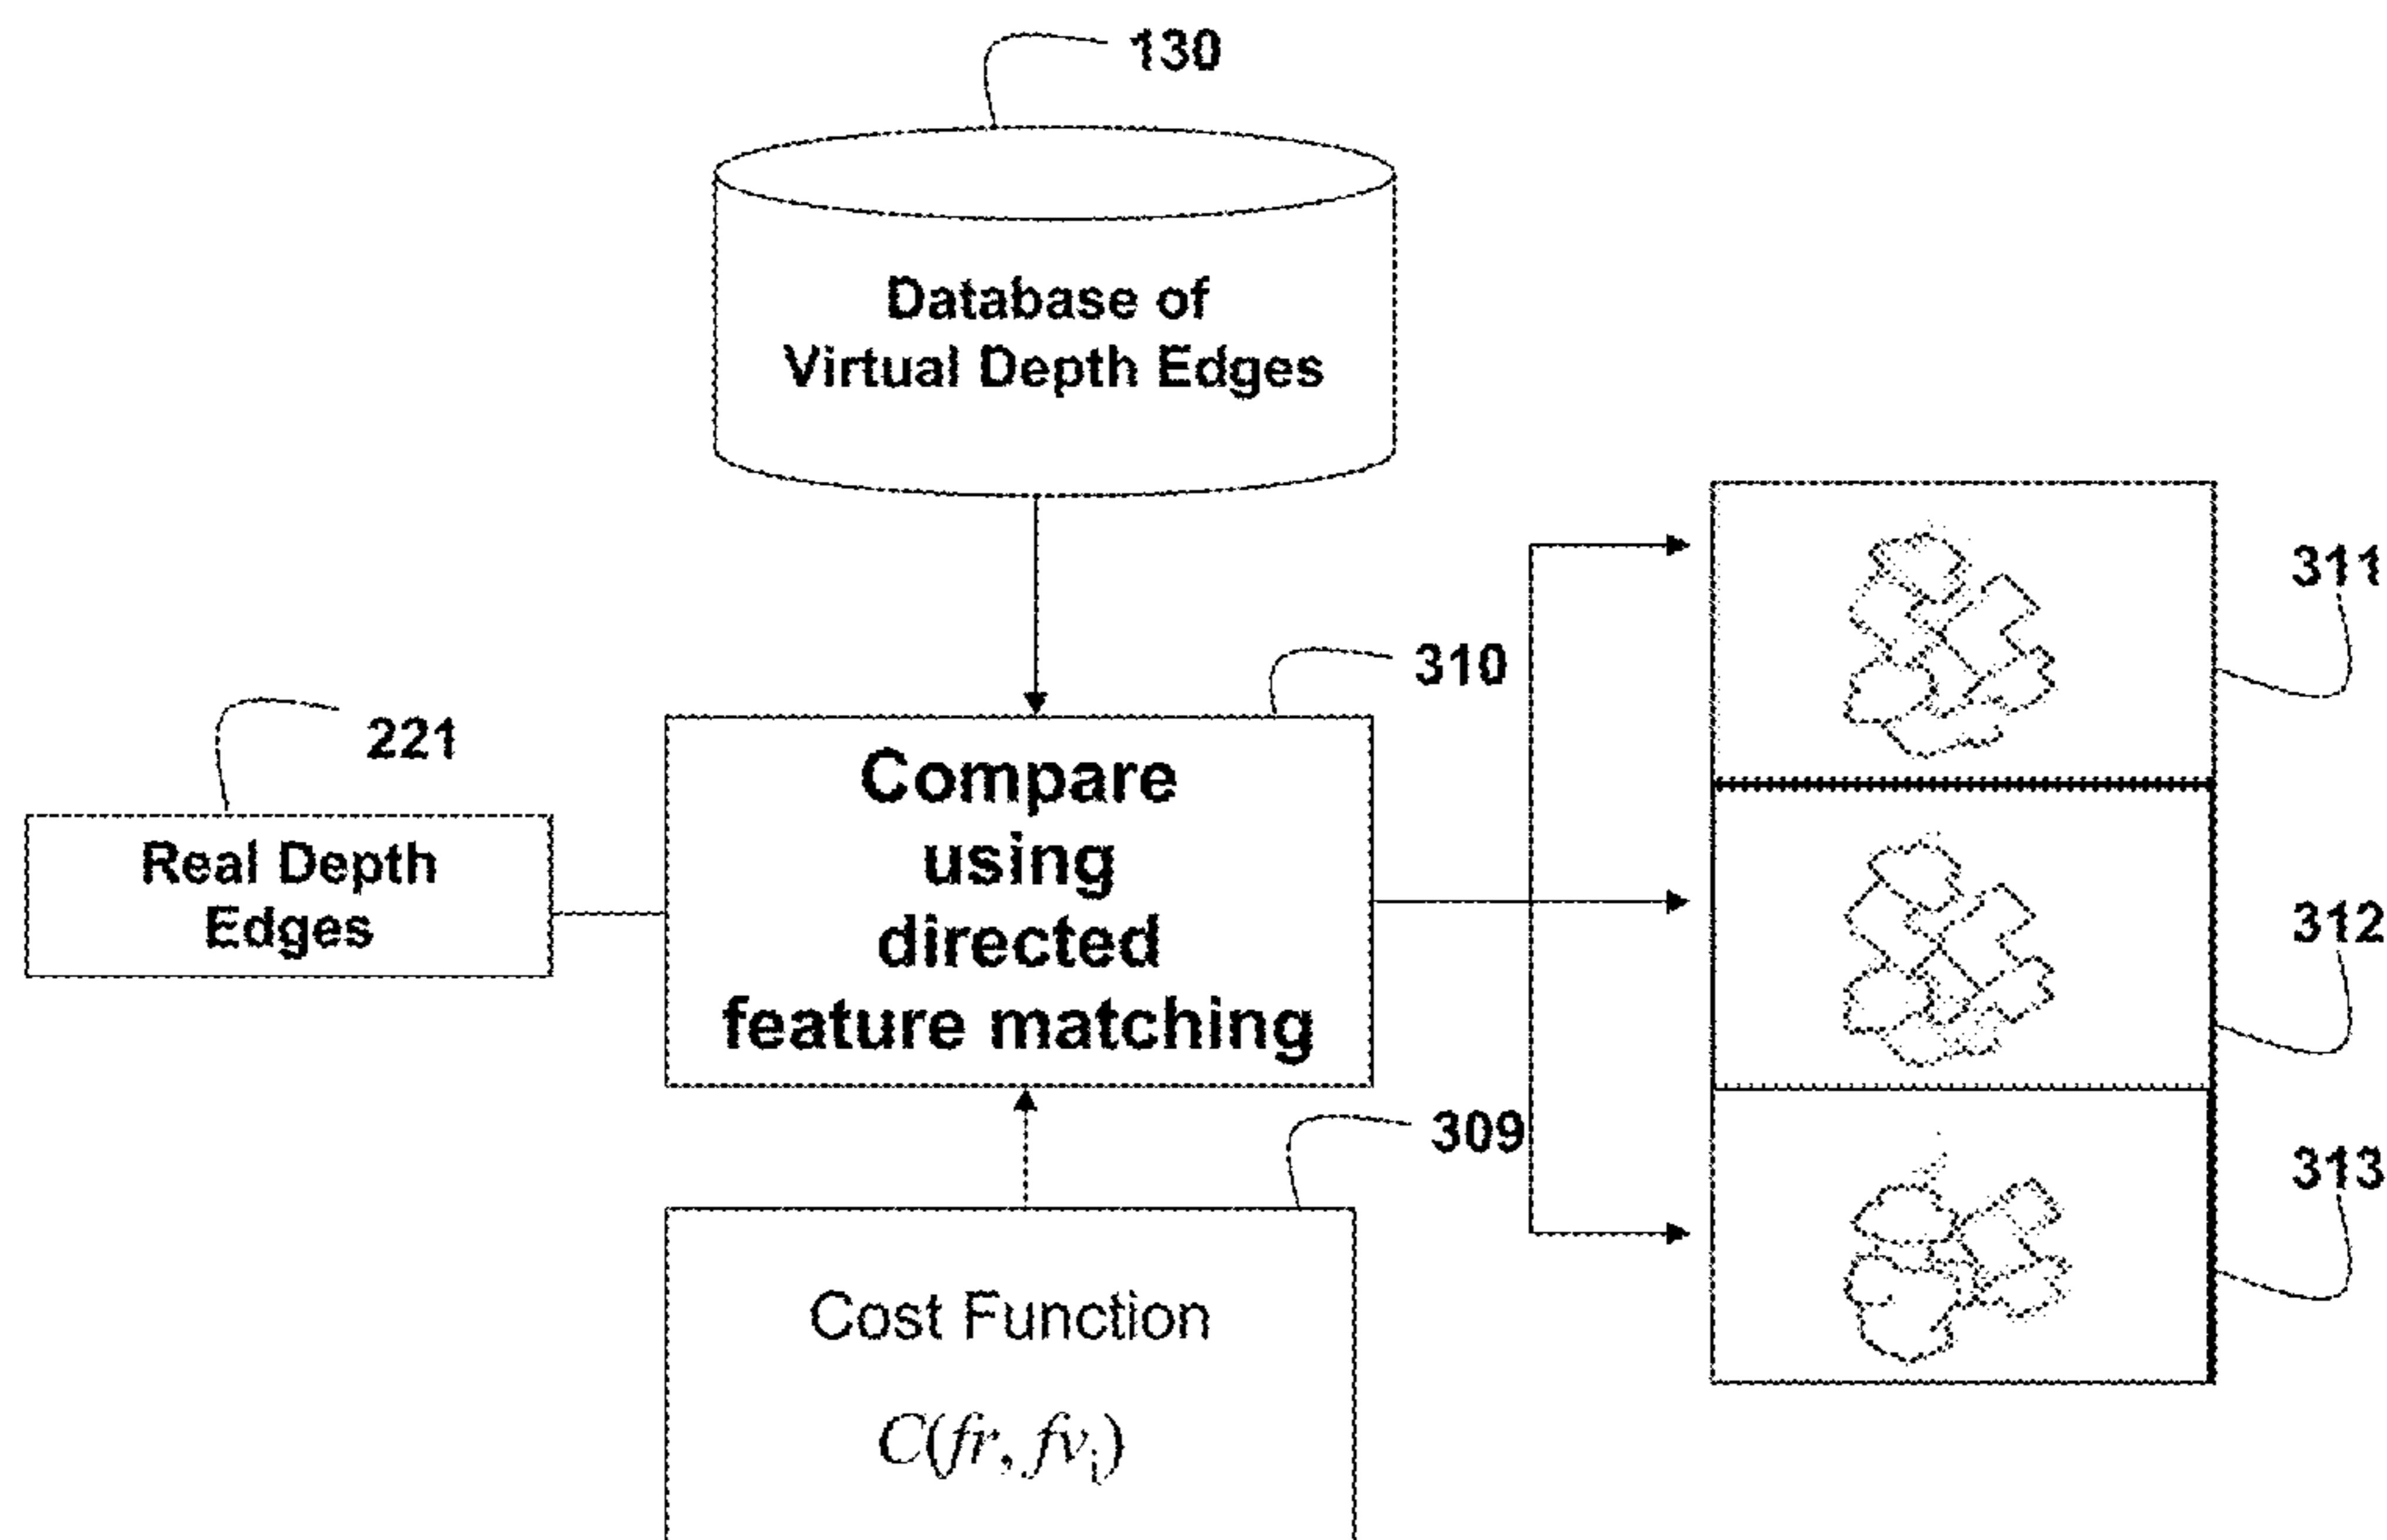 130
Database of
Virtual Depth Edges
311
310
221
Compare
using
directed
feature matching
Real Depth
Edges
312
309
313
Cost Function
C(fr, fv_i)